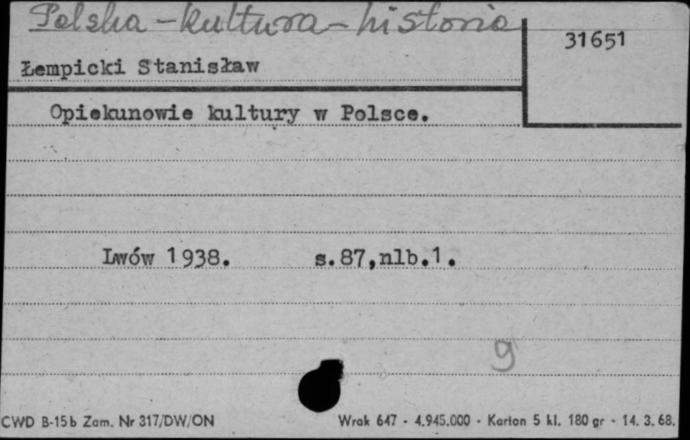 Polska - kultura - historia
31651
Łempicki Stanisław
Opiekunowie kultury w Polsce.
Lwów 1938. s.87,nlb.1.
9
CWD B-15b Zam. Nr 317/DW/ON Wrak 647 - 4.945.000 - Karton 5 kl. 180 gr - 14. 3. 68.